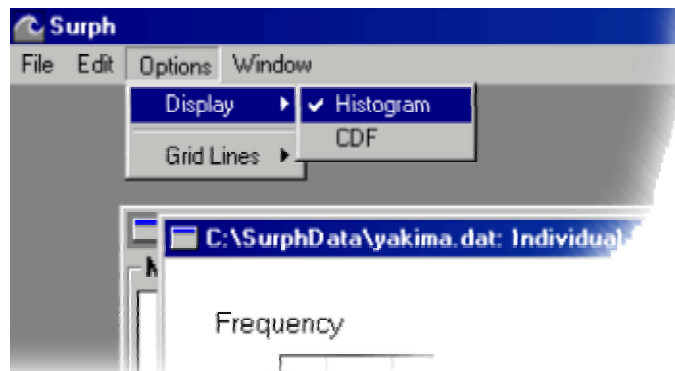 Surph
File Edit Options Window
Display Histogram
CDF
Grid Lines
C:\SurphData\yakima.dat: Individual
Frequency